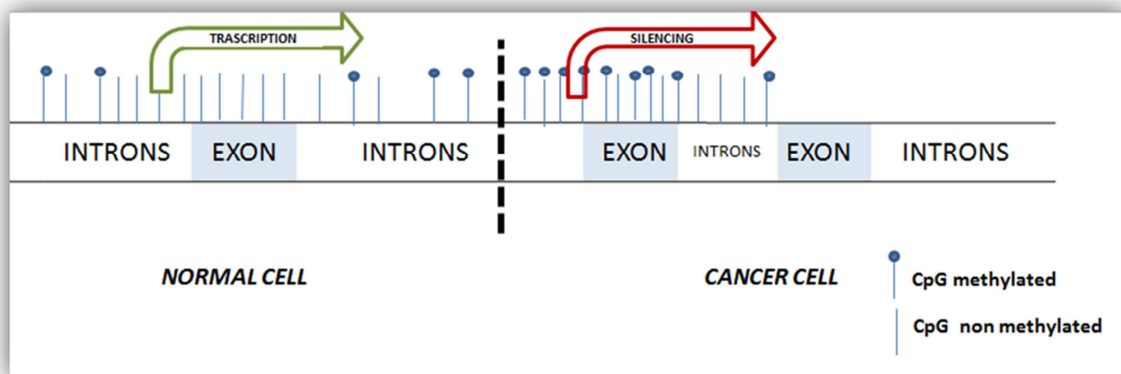 TRASCRIPTION
SILENCING
INTRONS EXON INTRONS EXON INTRONS EXON INTRONS
NORMAL CELL CANCER CELL
CpG methylated
CpG non methylated